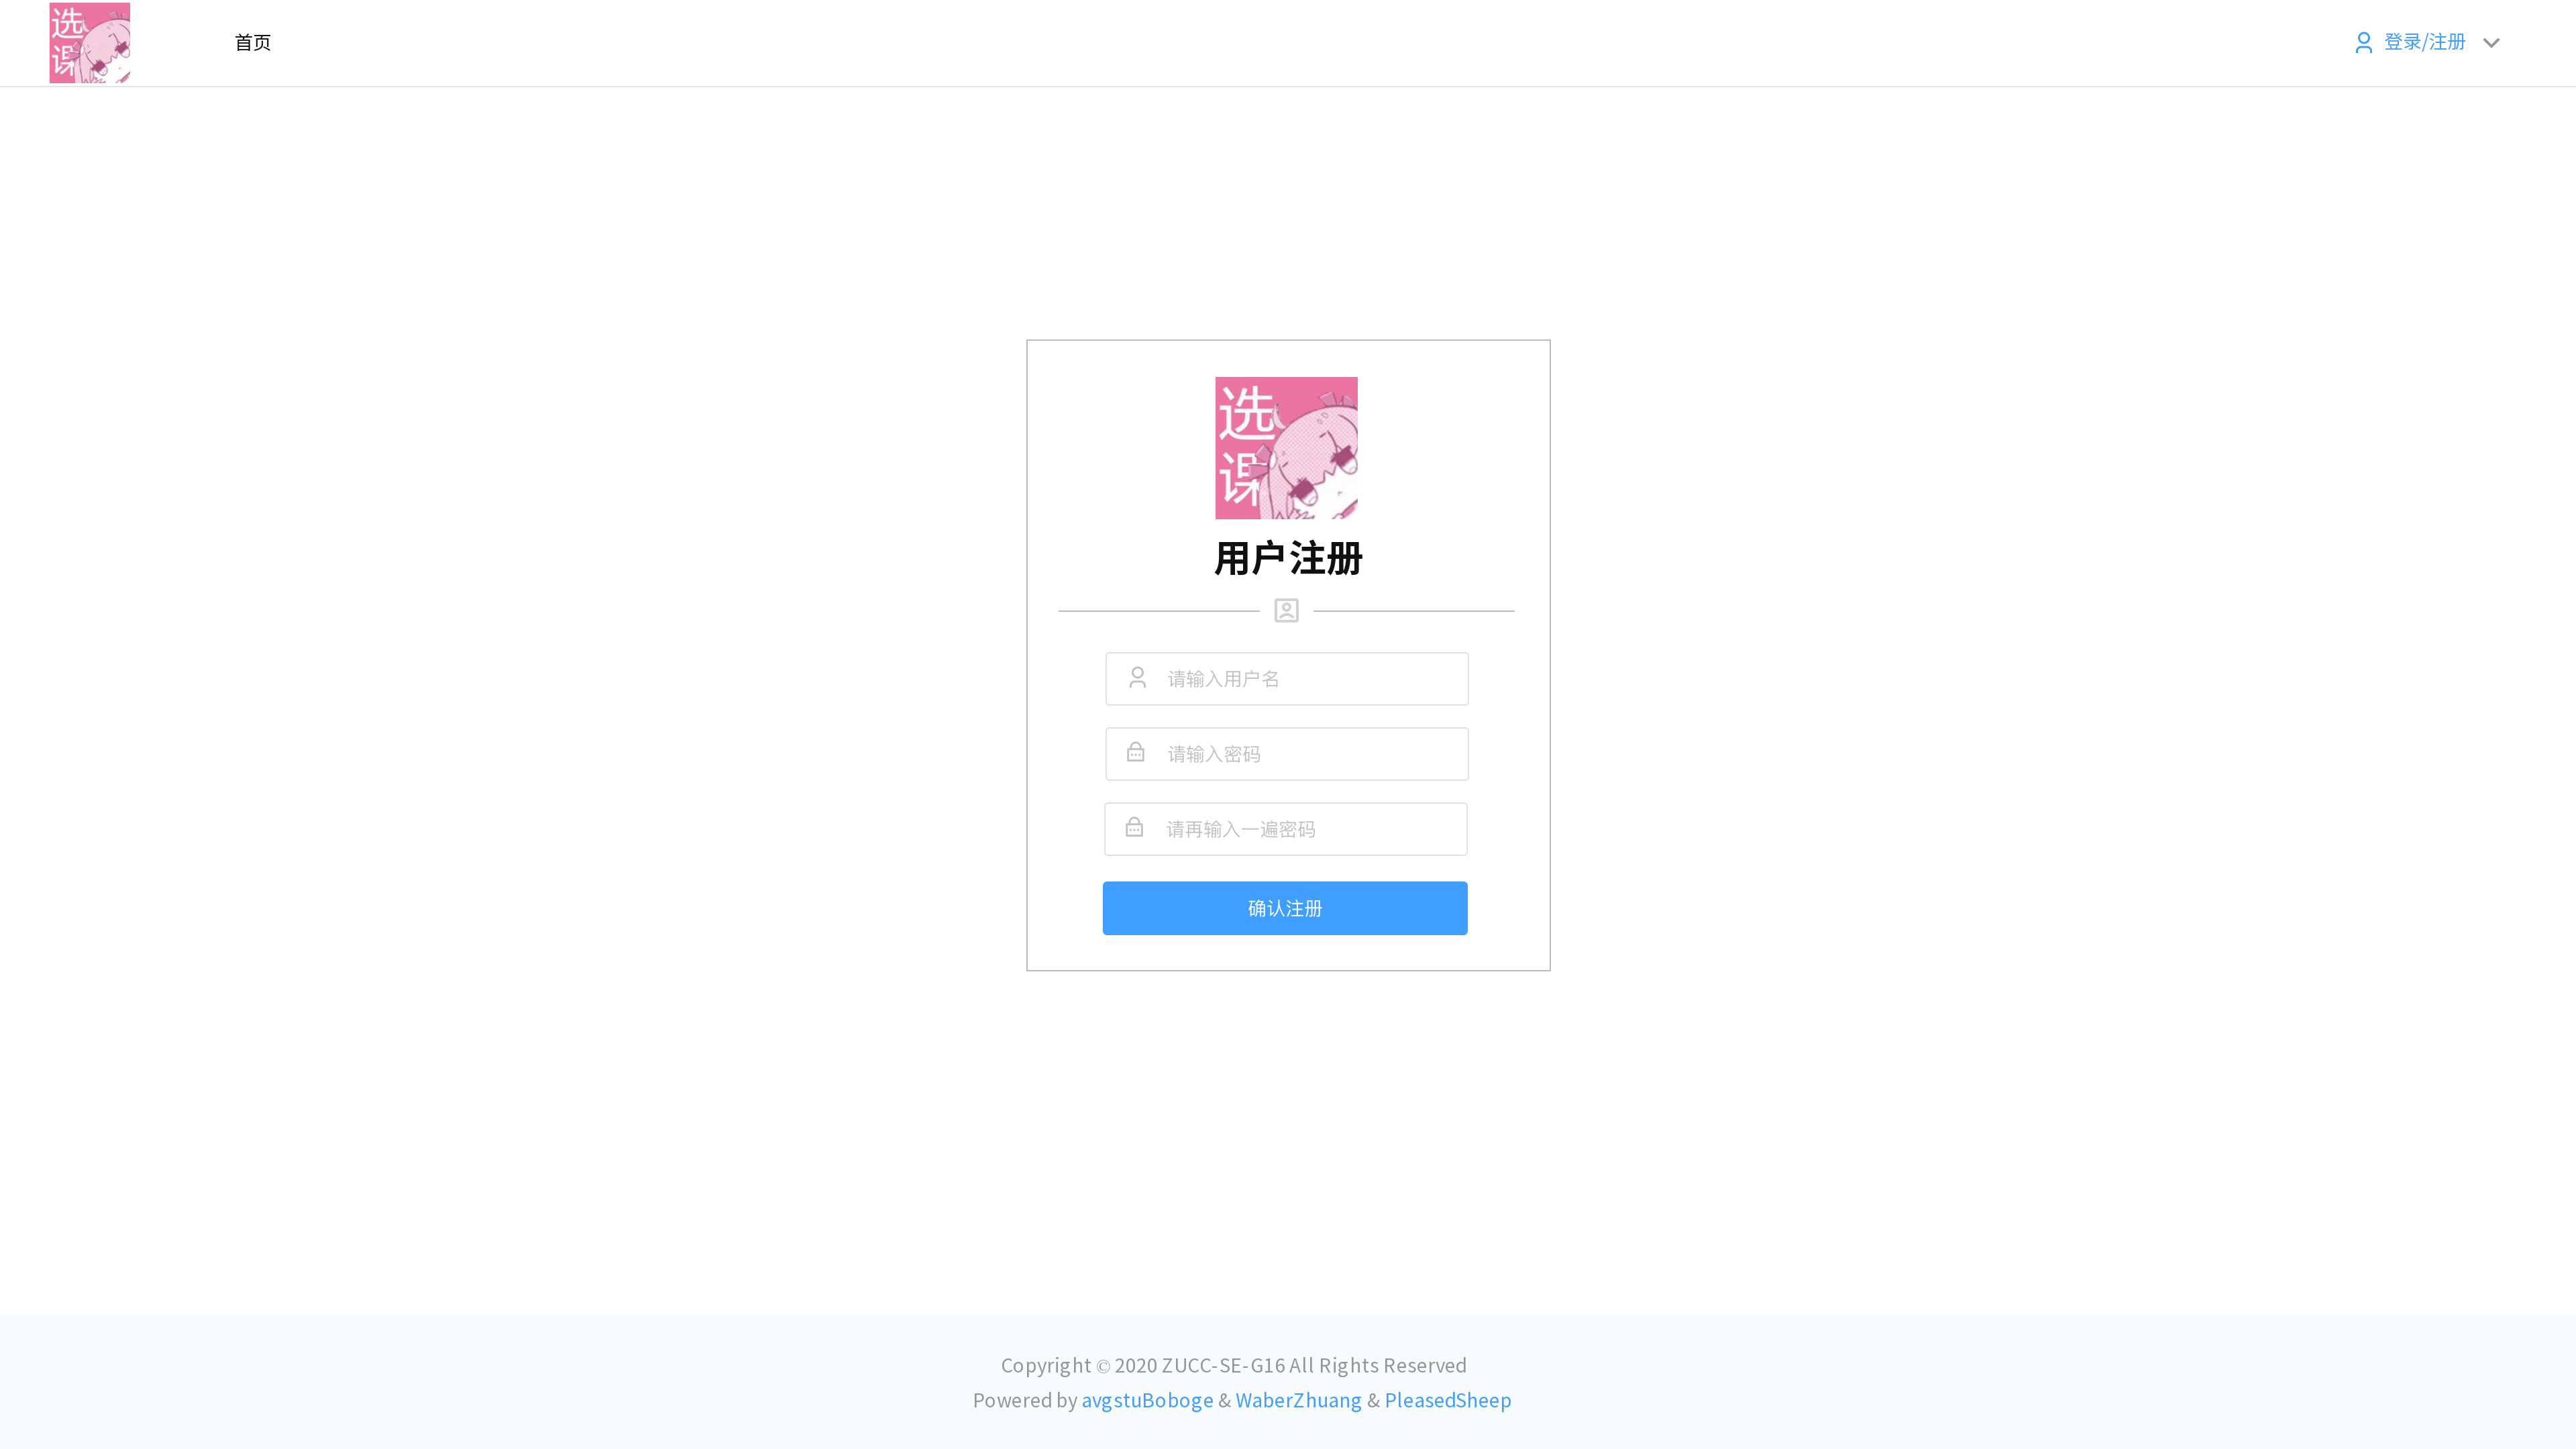 选
课
首页
登录/注册
选
课
用户注册
请输入用户名
请输入密码
请再输入一遍密码
确认注册
Copyright © 2020 ZUCC-SE-G16 All Rights Reserved
Powered by avgstuBoboge & WaberZhuang & PleasedSheep